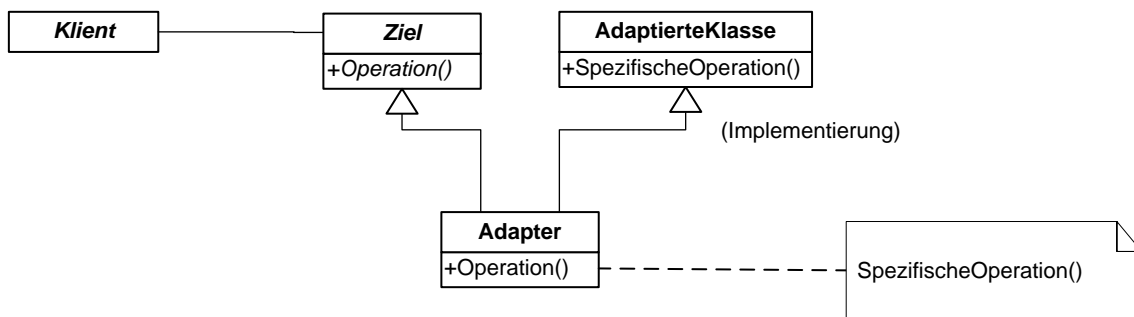 Klient
Ziel
+Operation()
AdaptierteKlasse
+SpezifischeOperation()
(Implementierung)
Adapter
+Operation()
SpezifischeOperation()